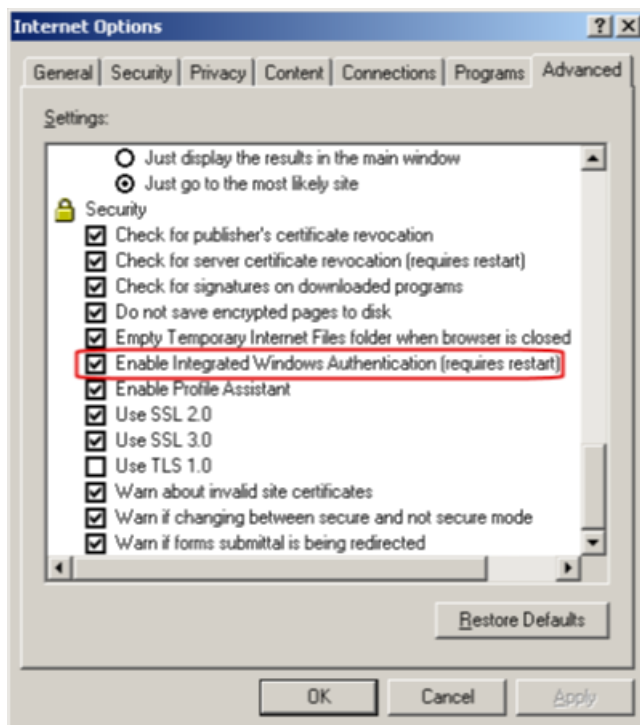 Internet Options
General Security Privacy Content Connections Programs Advanced
Settings:
Just display the results in the main window
Just go to the most likely site
Security
Check for publisher's certificate revocation
Check for server certificate revocation (requires restart)
Check for signatures on downloaded programs
Do not save encrypted pages to disk
Empty Temporary Internet Files folder when browser is closed
Enable Integrated Windows Authentication (requires restart)
Enable Profile Assistant
Use SSL 2.0
Use SSL 3.0
Use TLS 1.0
Warn about invalid site certificates
Warn if changing between secure and not secure mode
Warn if forms submittal is being redirected
Restore Defaults
OK Cancel Apply